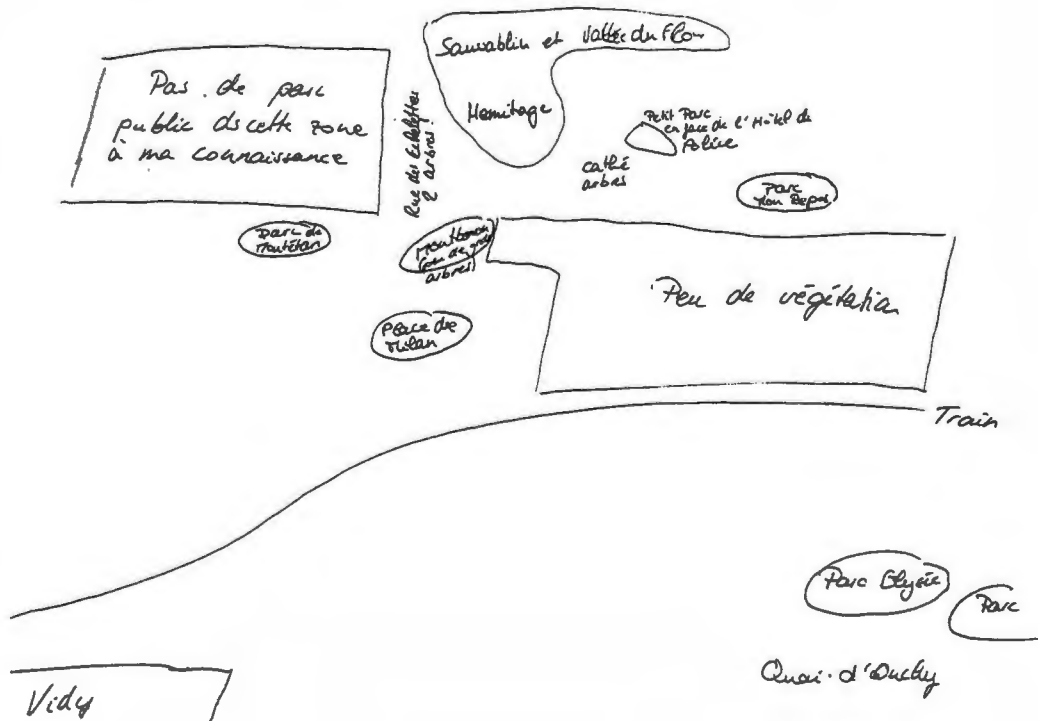 Sauvablin et vallée du Flon
Hermitage
Pas de parc
public ds cette zone
à ma connaissance
Rue des Echelettes
2 arbres!
Petit Parc
en face de l'Hôtel de
Police
cathé
arbres
Parc
Mon Repos
Parc de
Montétan
Montbenon
arbres)
Place de
Milan
Peu de végétation
Train
Parc Elysée
Parc
Quai d'Ouchy
Vidy